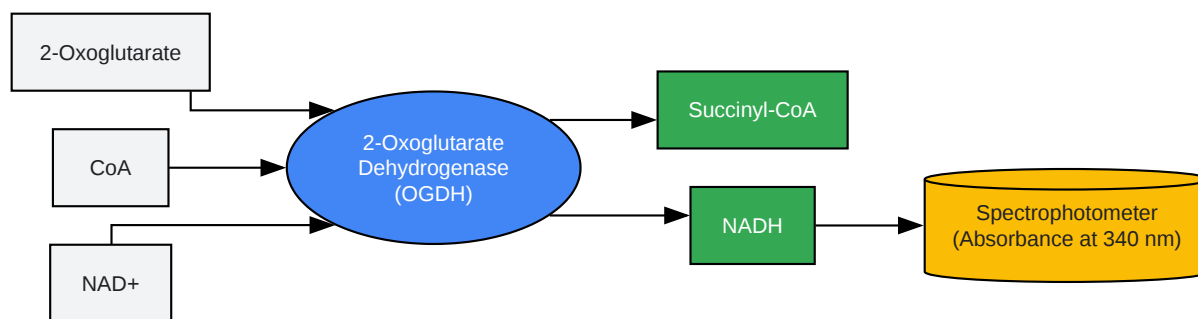 2-Oxoglutarate
CoA
NAD+
2-Oxoglutarate
Dehydrogenase
(OGDH)
Succinyl-CoA
NADH
Spectrophotometer
(Absorbance at 340 nm)